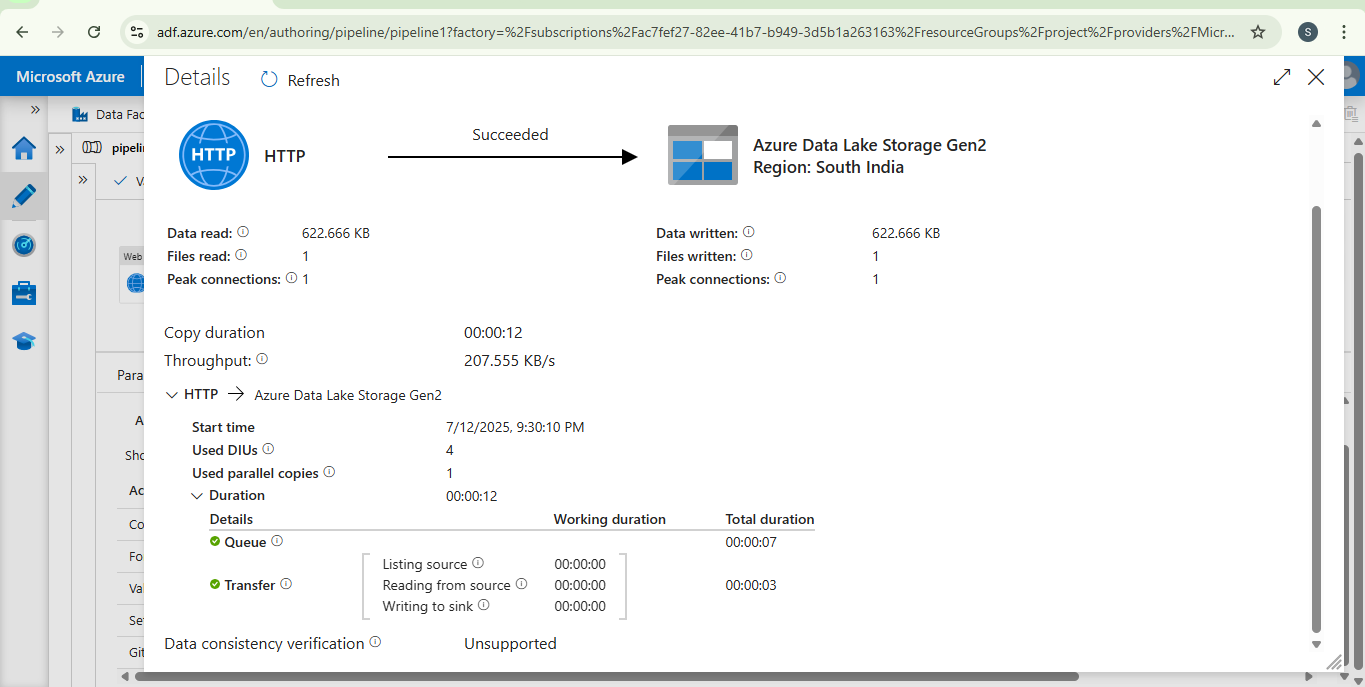 adf.azure.com/en/authoring/pipeline/pipeline1?factory=%2Fsubscriptions%2Fac7fef27-82ee-41b7-b949-3d5b1a263163%2FresourceGroups%2Fproject%2Fproviders%2FMicr...
S
Microsoft Azure
Details
Refresh
Data Fac
pipelin
Va
Web
Para
A
Sho
Ac
Co
Fo
Va
Se
Git
HTTP
HTTP
Succeeded
Azure Data Lake Storage Gen2
Region: South India
Data read: 622.666 KB
Data written: 622.666 KB
Files read: 1
Files written: 1
Peak connections: 1
Peak connections: 1
Copy duration 00:00:12
Throughput: 207.555 KB/s
HTTP → Azure Data Lake Storage Gen2
Start time 7/12/2025, 9:30:10 PM
Used DIUs 4
Used parallel copies 1
Duration 00:00:12
Details Working duration Total duration
Queue 00:00:07
Listing source 00:00:00
Transfer Reading from source 00:00:00 00:00:03
Writing to sink 00:00:00
Data consistency verification Unsupported